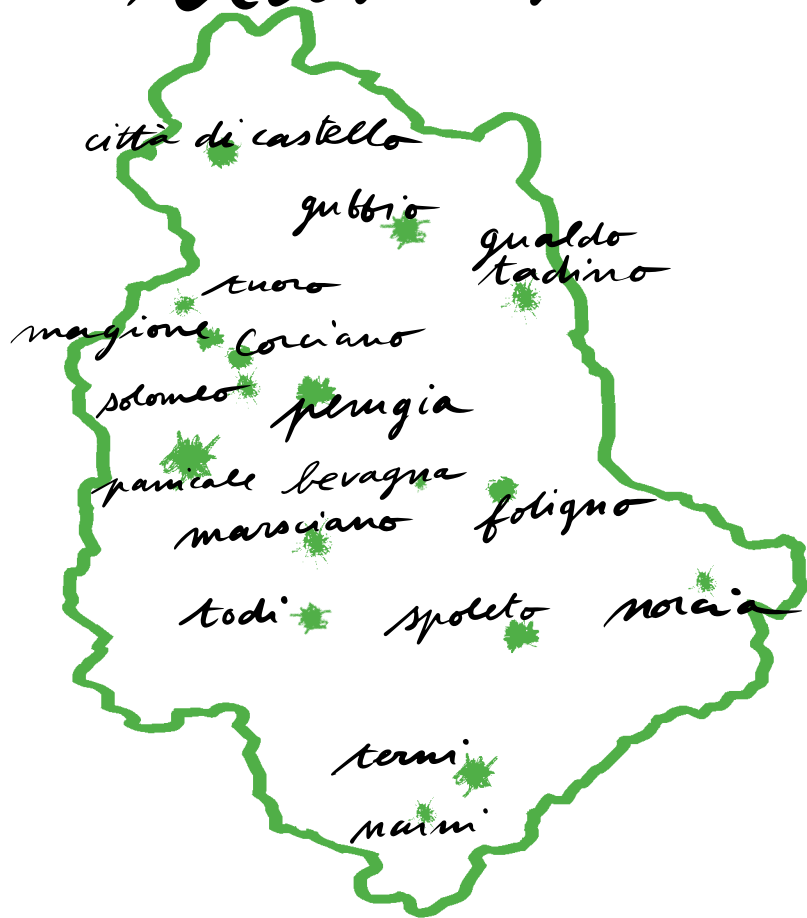 città di castello
gubbio
gualdo
tadino
tuoro
magione
corciano
solomeo
perugia
panicale
bevagna
foligno
marsciano
todi
spoleto
norcia
terni
narni